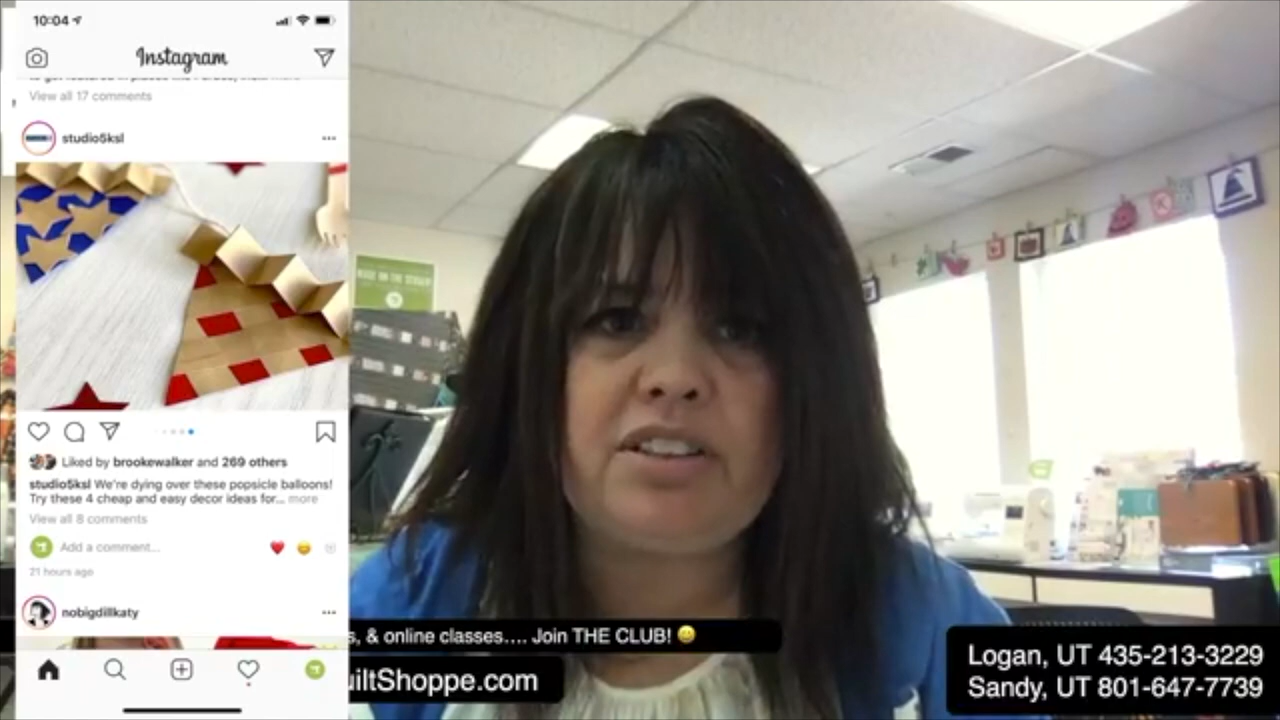 10:04
Instagram
View all 17 comments
studio5ksl
Liked by brookewalker and 269 others
studio5ksl We're dying over these popsicle balloons!
Try these 4 cheap and easy decor ideas for... more
View all 8 comments
Add a comment...
21 hours ago
nobigdillkaty
s, & online classes.... Join THE CLUB! 😀
uiltShoppe.com
Logan, UT 435-213-3229
Sandy, UT 801-647-7739